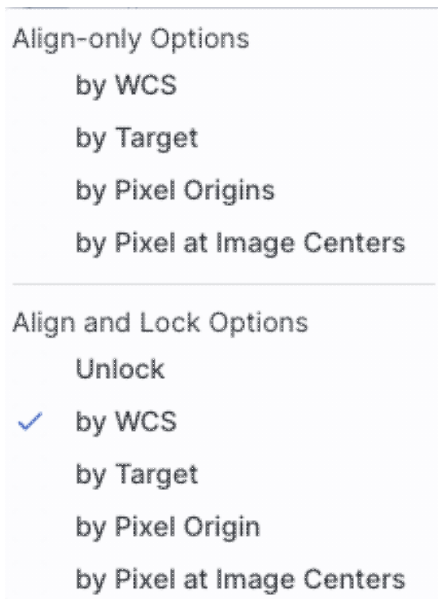 Align-only Options
by WCS
by Target
by Pixel Origins
by Pixel at Image Centers
Align and Lock Options
Unlock
by WCS
by Target
by Pixel Origin
by Pixel at Image Centers